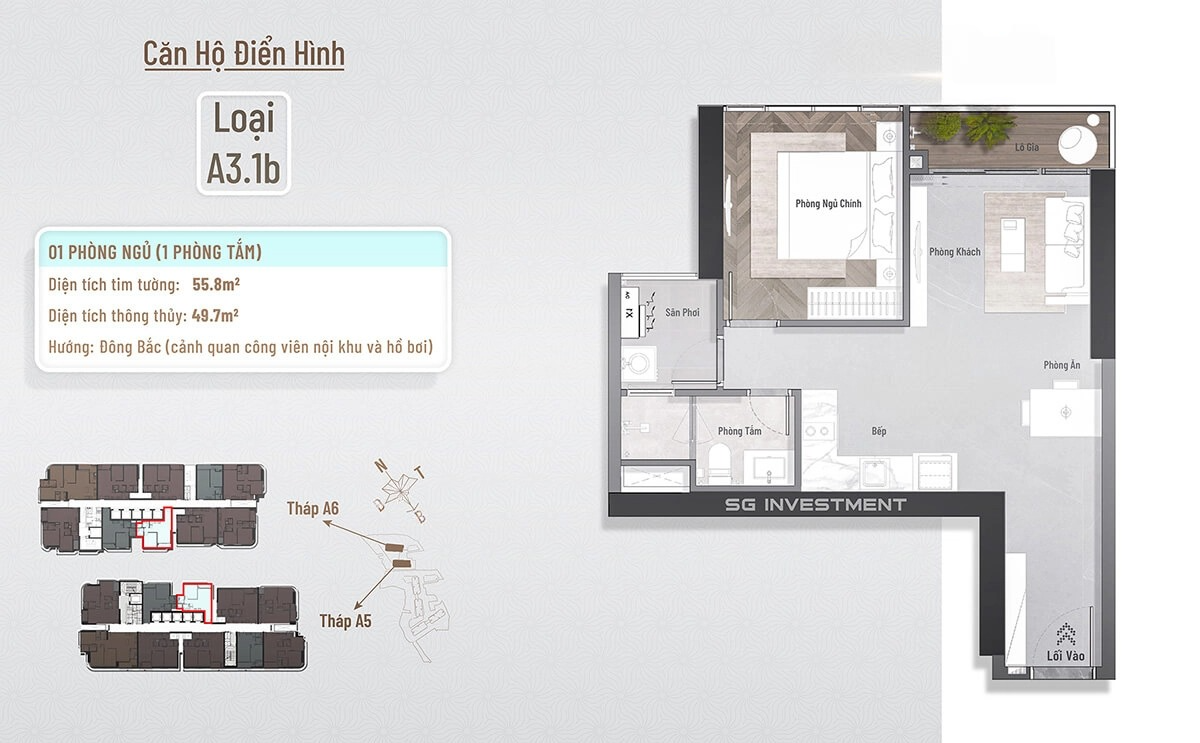 Căn Hộ Điển Hình
Loại
A3.1b
01 PHÒNG NGỦ (1 PHÒNG TẮM)
Diện tích tim tường: 55.8m²
Diện tích thông thủy: 49.7m²
Hướng: Đông Bắc (cảnh quan công viên nội khu và hồ bơi)
Lô Gia
Phòng Ngủ Chính
Phòng Khách
Sân Phơi
Phòng Ăn
Phòng Tắm
Bếp
SG INVESTMENT
Lối Vào
N
T
Đ
B
Tháp A6
Tháp A5